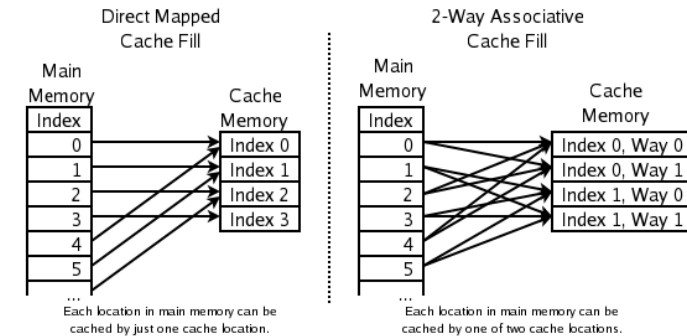 Direct Mapped
Cache Fill
Main
Memory
Index
0
1
2
3
4
5
...
Cache
Memory
Index 0
Index 1
Index 2
Index 3
Each location in main memory can be
cached by just one cache location.
2-Way Associative
Cache Fill
Main
Memory
Index
0
1
2
3
4
5
...
Cache
Memory
Index 0, Way 0
Index 0, Way 1
Index 1, Way 0
Index 1, Way 1
Each location in main memory can be
cached by one of two cache locations.